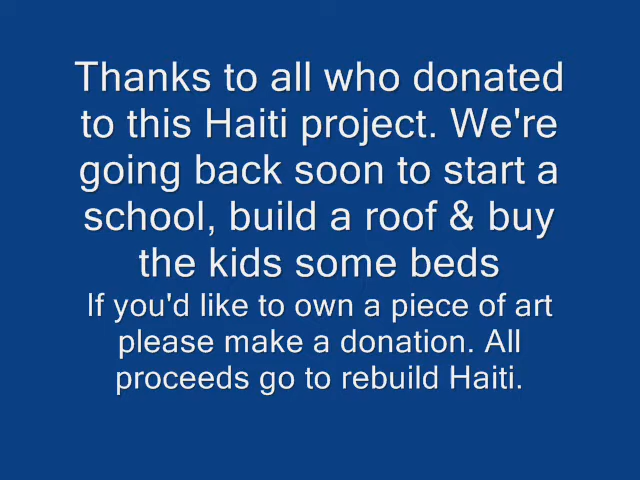 Thanks to all who donated
to this Haiti project. We're
going back soon to start a
school, build a roof & buy
the kids some beds
If you'd like to own a piece of art
please make a donation. All
proceeds go to rebuild Haiti.